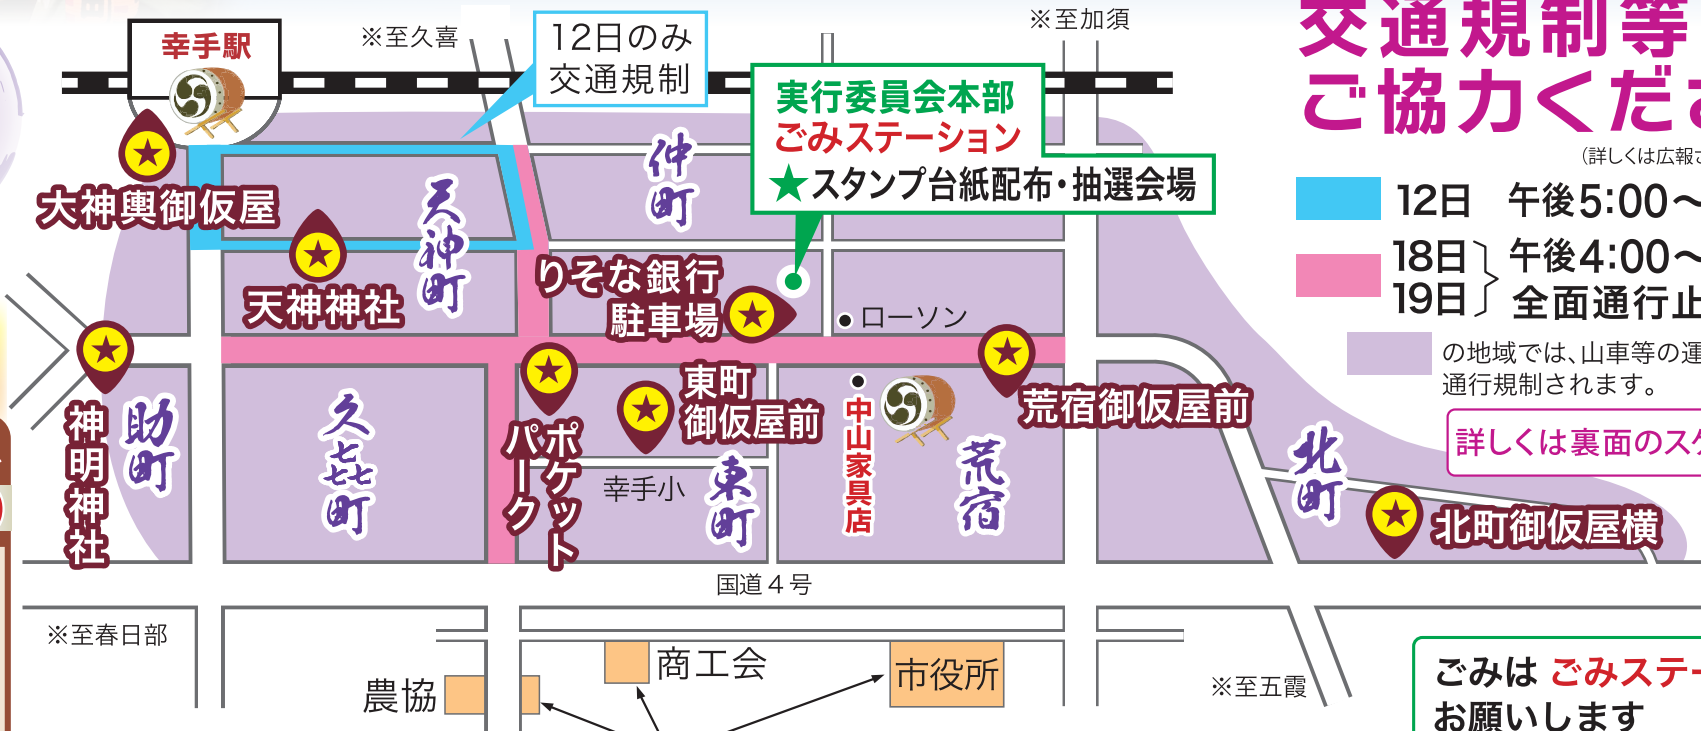 ※至久喜
※至加須
幸手駅
12日のみ
交通規制
交通規制等
ご協力くださ
(詳しくは広報さ
実行委員会本部
ごみステーション
★スタンプ台紙配布・抽選会場
12日 午後5:00〜
18日
19日
午後4:00〜
全面通行止
の地域では、山車等の運
通行規制されます。
詳しくは裏面のスタ
大神輿御仮屋
天神町
仲町
天神神社
りそな銀行
駐車場
ローソン
神明神社
助町
久喜町
ポケット
パーク
東町
御仮屋前
幸手小
東町
中山家具店
荒宿
荒宿御仮屋前
北町
北町御仮屋横
国道4号
※至春日部
農協
商工会
市役所
※至五霞
ごみは ごみステー
お願いします